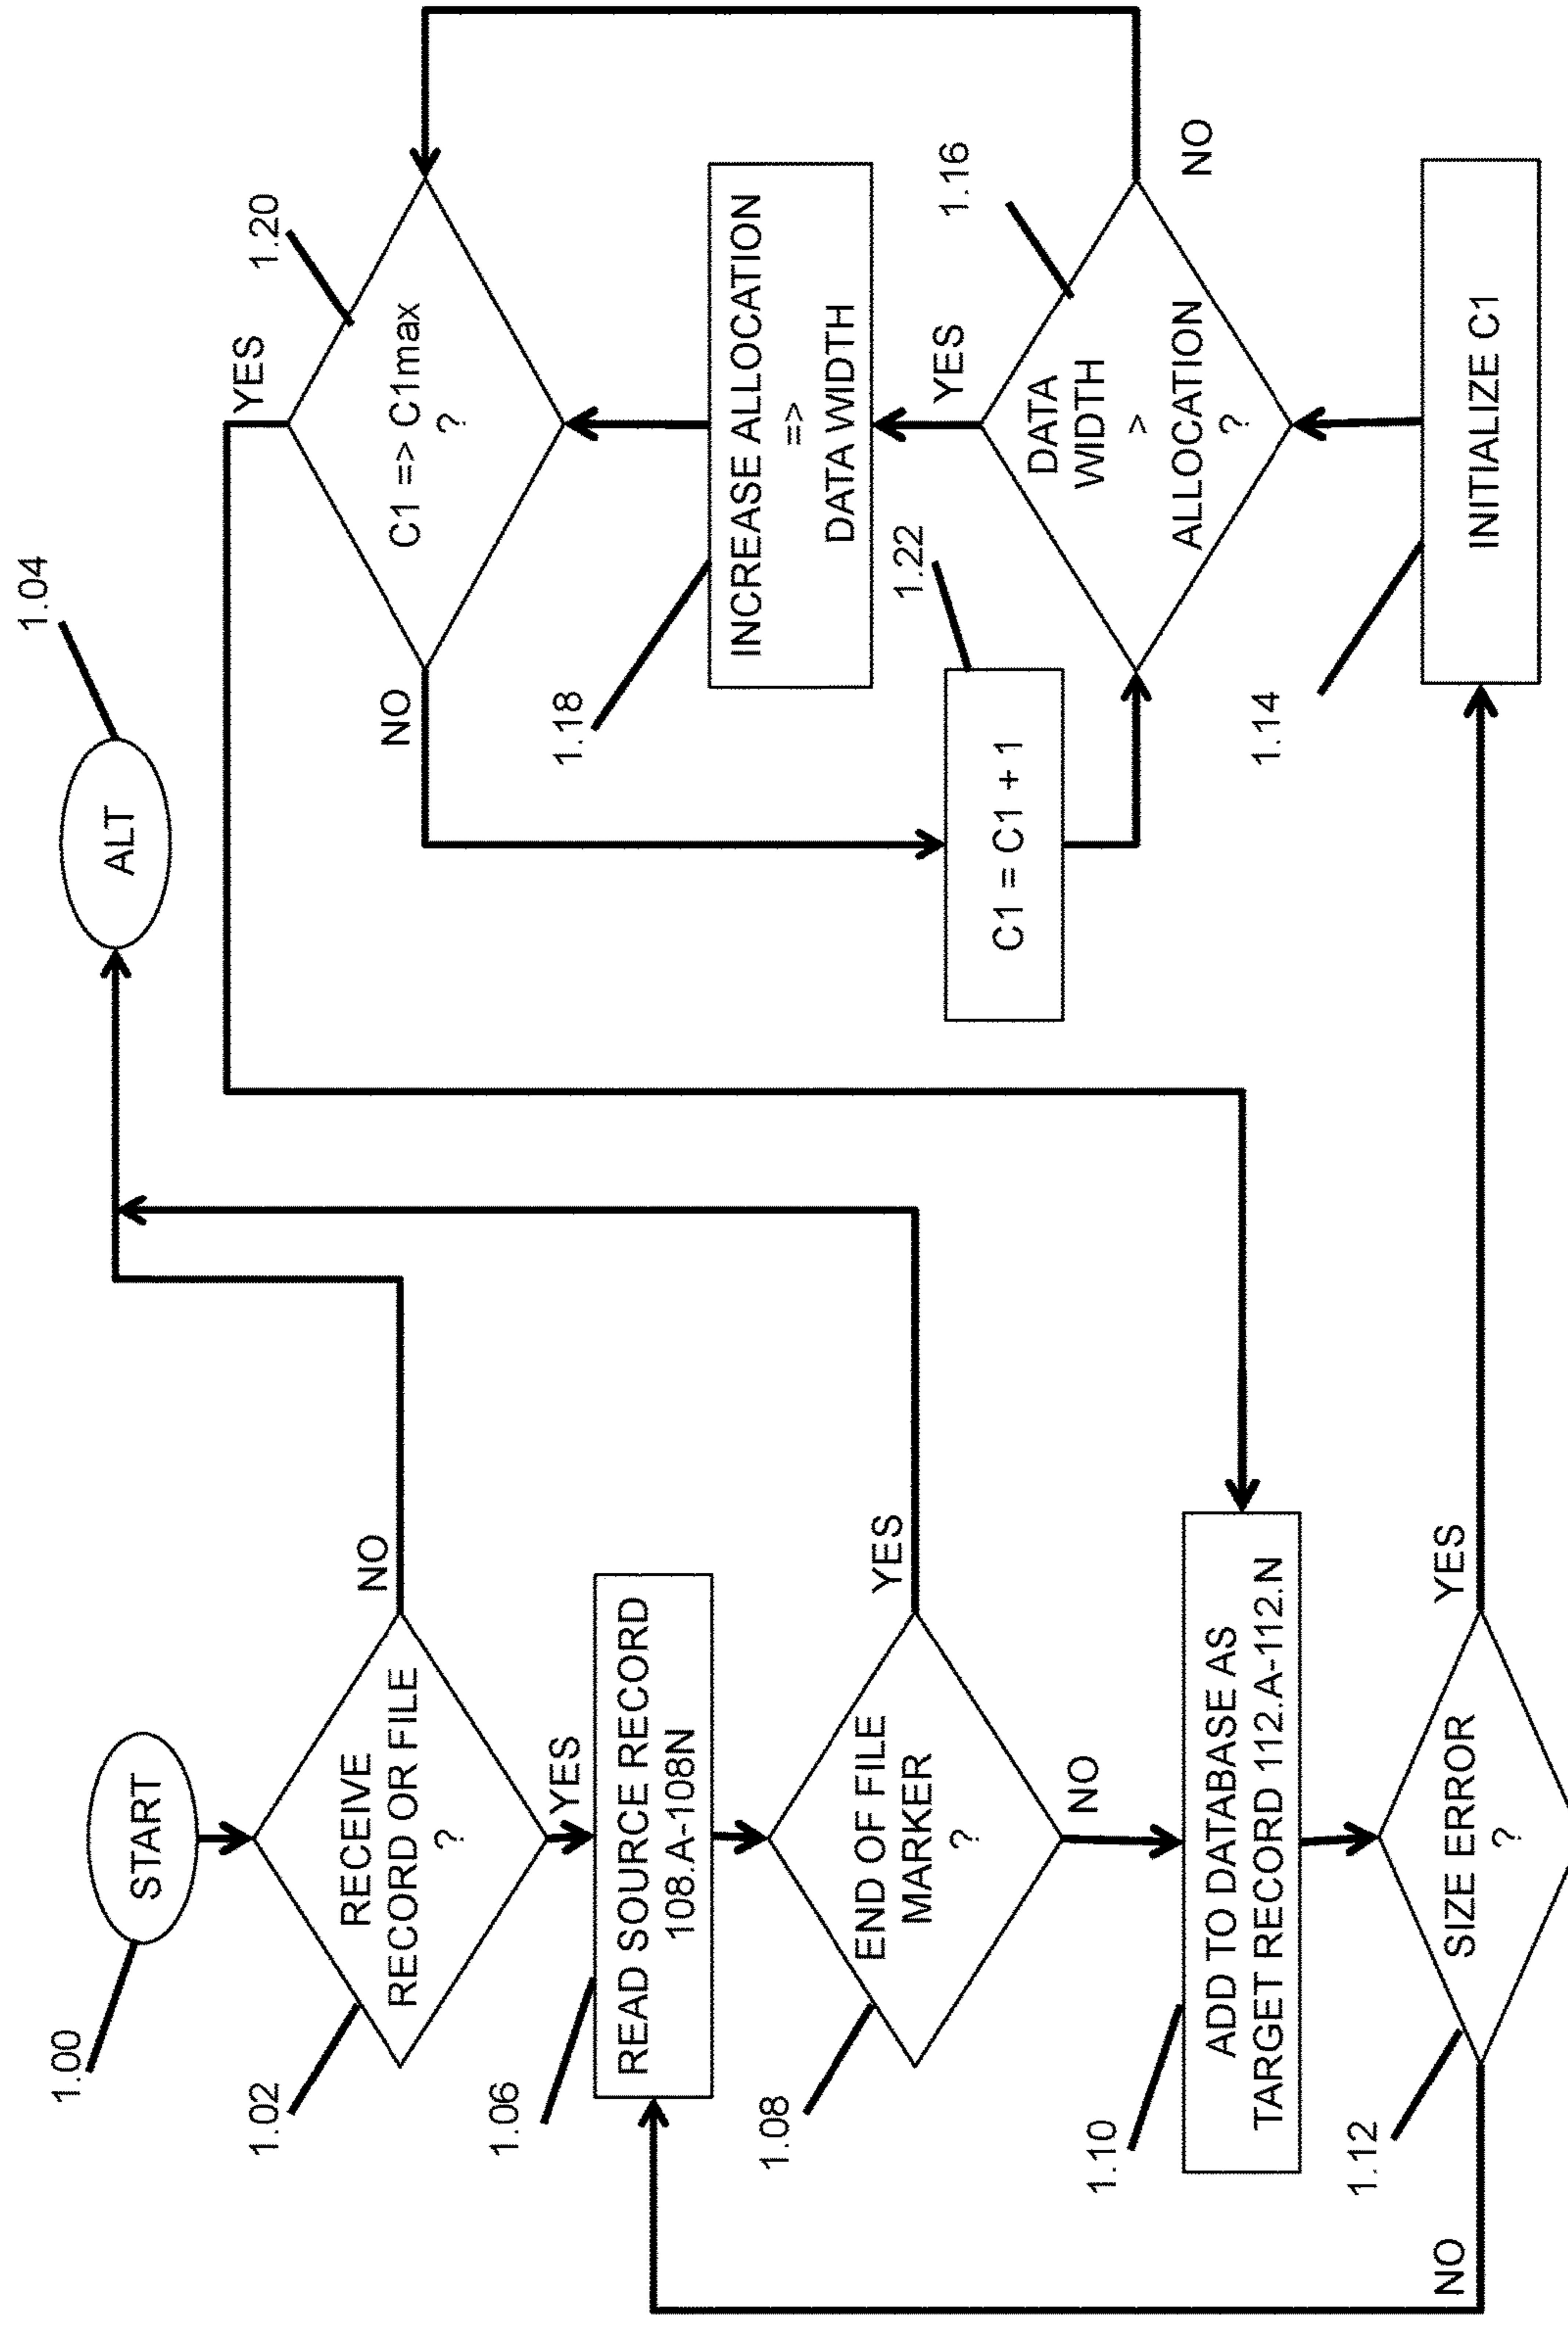 1.00
START
1.02
RECEIVE
RECORD OR FILE
?
NO
YES
1.04
ALT
1.06
READ SOURCE RECORD
108.A-108N
1.08
END OF FILE
MARKER
?
YES
NO
1.10
ADD TO DATABASE AS
TARGET RECORD 112.A-112.N
1.12
SIZE ERROR
?
NO
YES
YES
1.20
C1 => C1max
?
NO
1.18
INCREASE ALLOCATION
=>
DATA WIDTH
1.22
C1 = C1 + 1
YES
1.16
DATA
WIDTH
>
ALLOCATION
?
NO
1.14
INITIALIZE C1